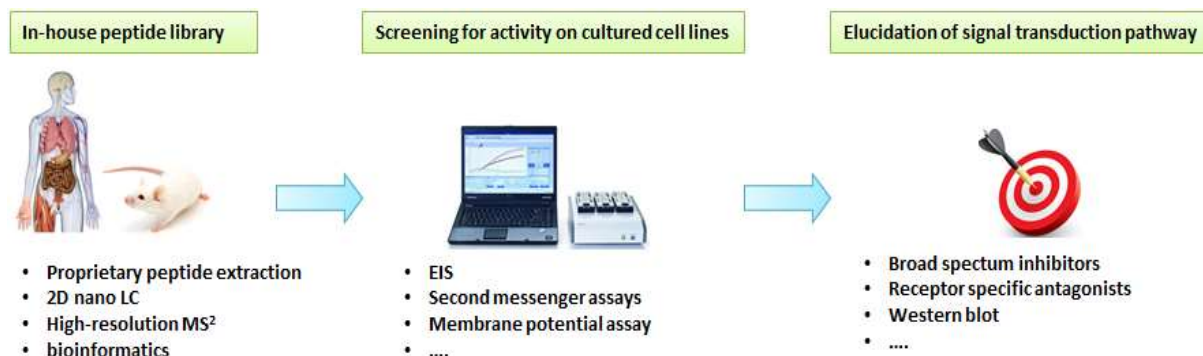 In-house peptide library
Screening for activity on cultured cell lines
Elucidation of signal transduction pathway
• Proprietary peptide extraction
• 2D nano LC
• High-resolution MS²
• bioinformatics
• EIS
• Second messenger assays
• Membrane potential assay
• ....
• Broad spectum inhibitors
• Receptor specific antagonists
• Western blot
• ....